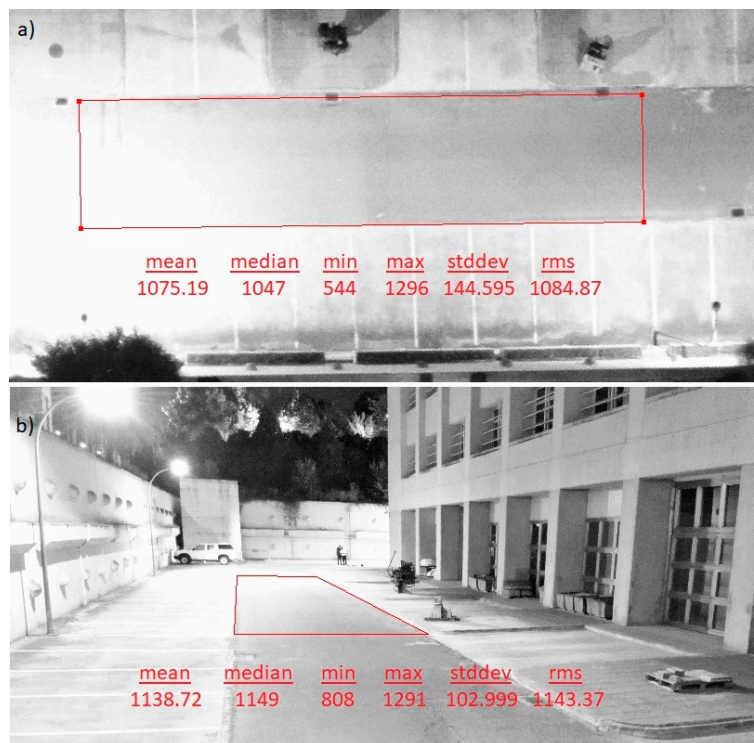 a)
mean median min max stddev rms
1075.19 1047 544 1296 144.595 1084.87
b)
mean median min max stddev rms
1138.72 1149 808 1291 102.999 1143.37